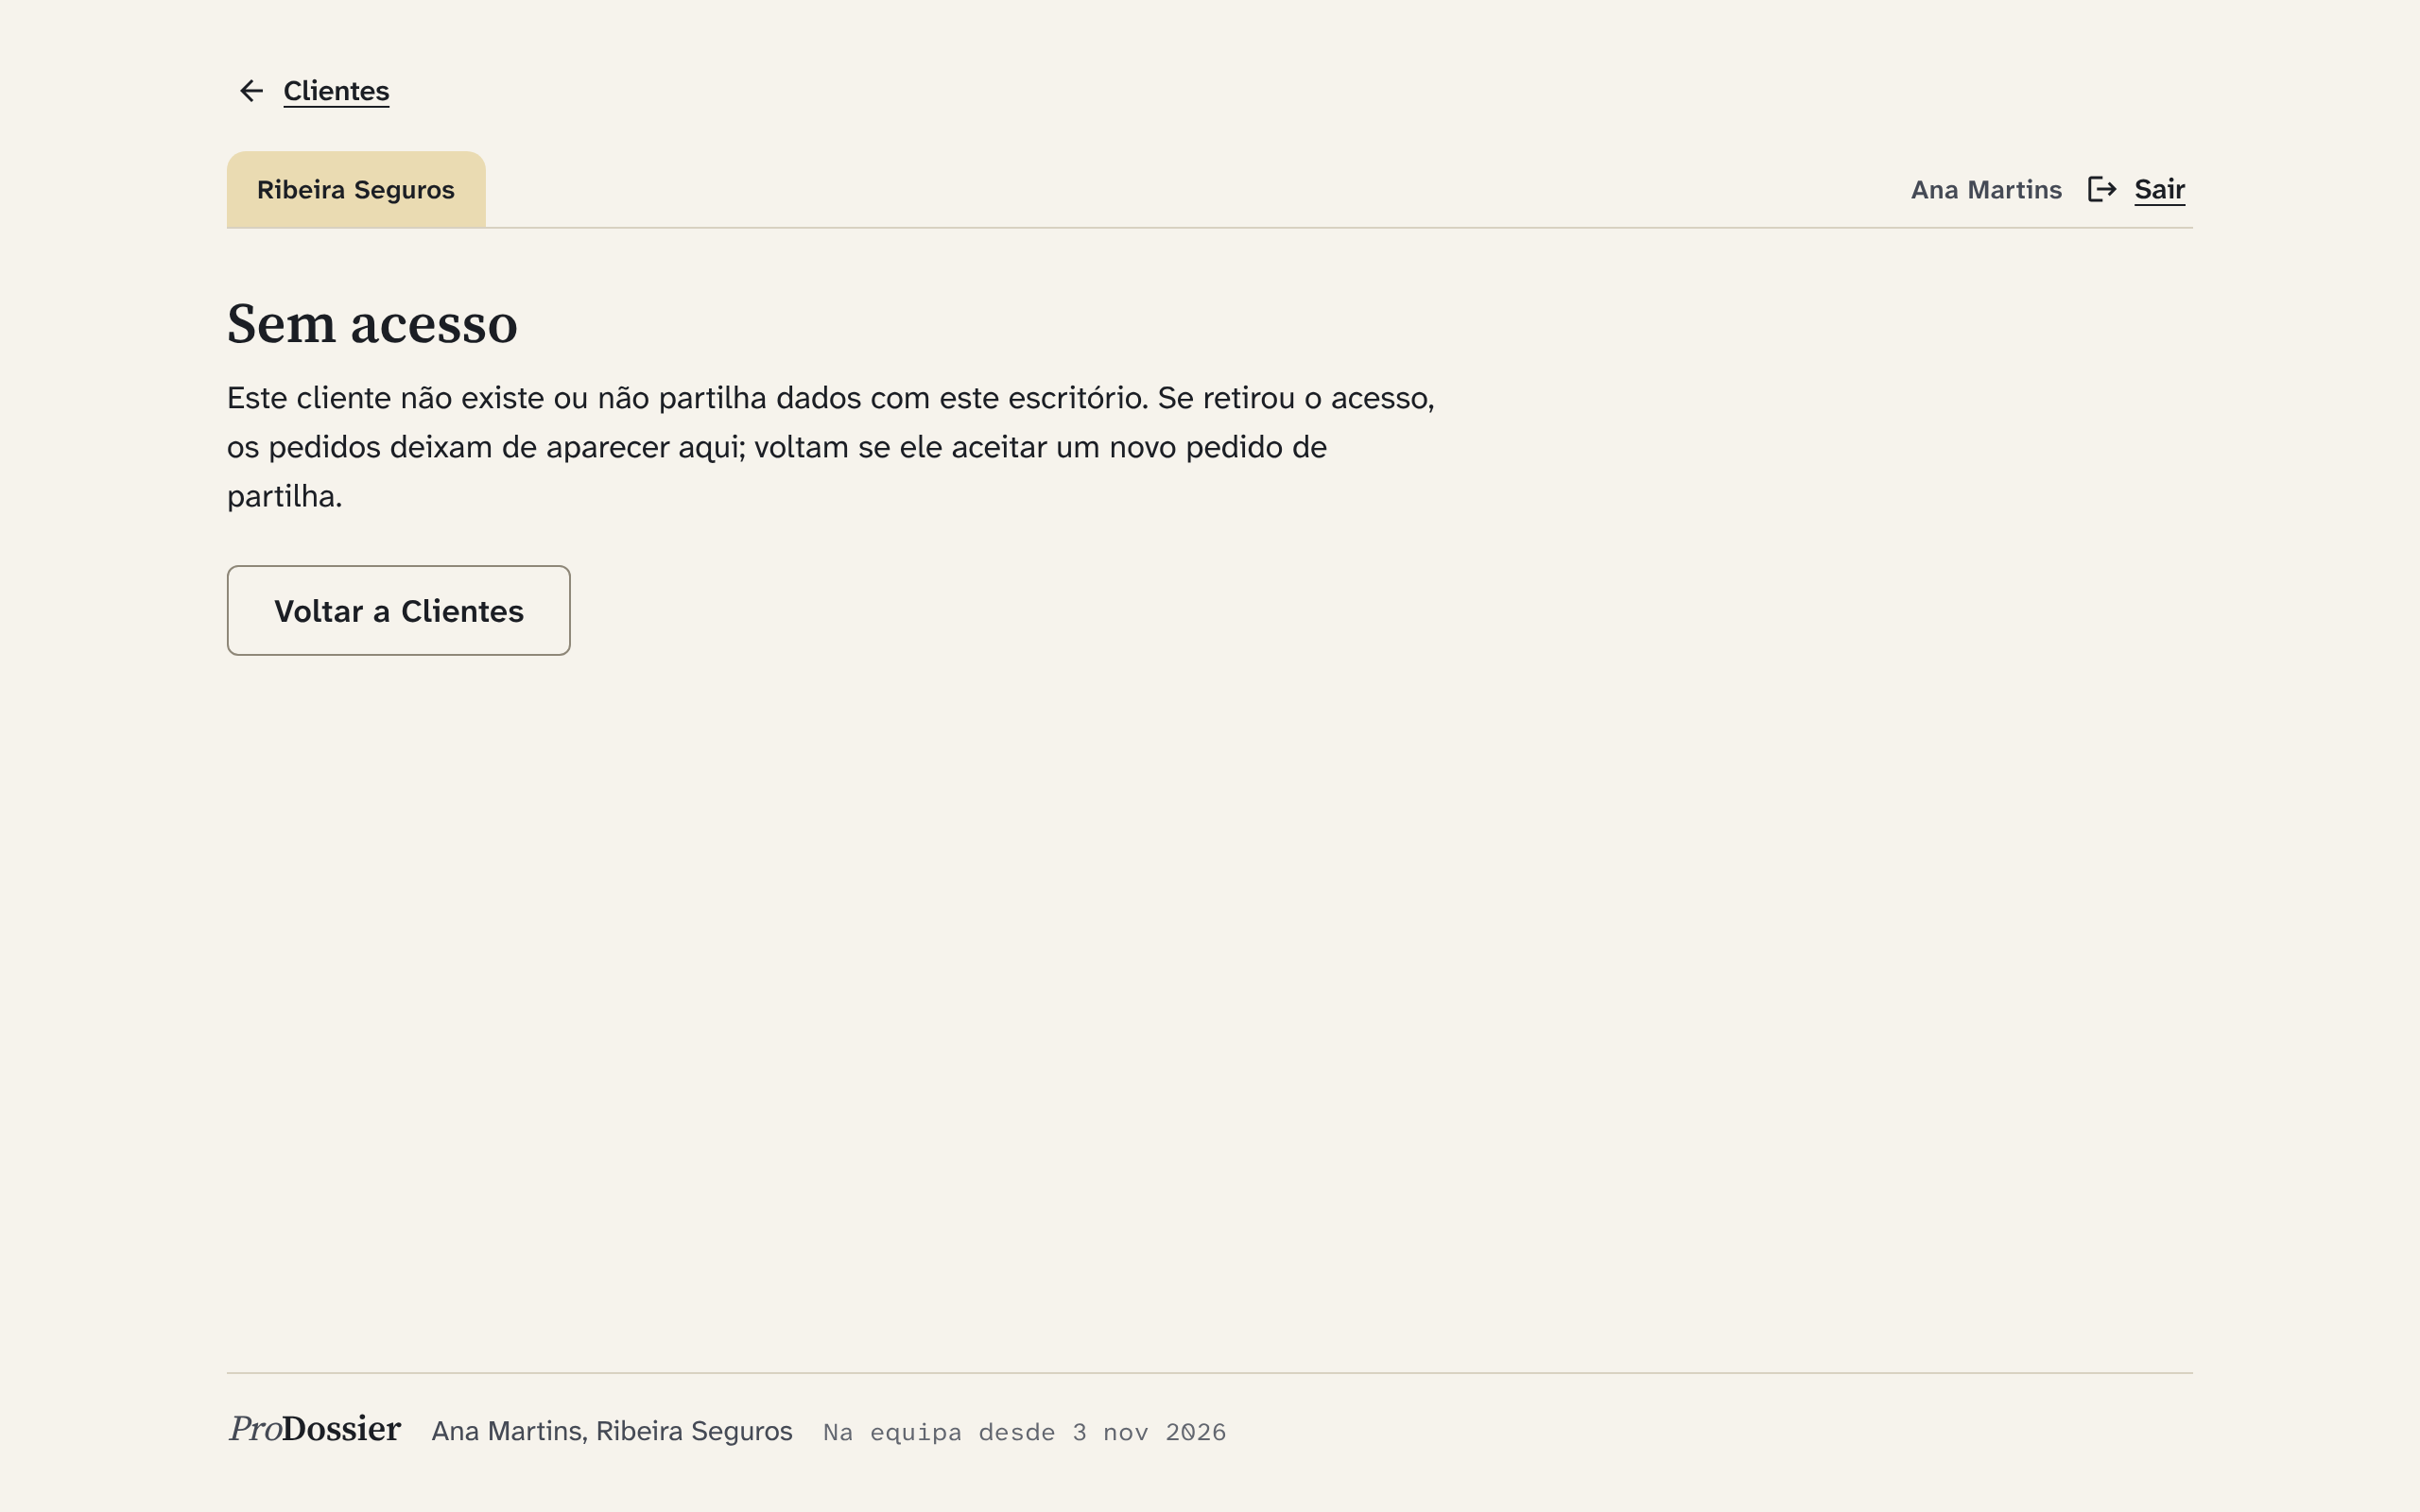 Clientes
Ribeira Seguros
Ana Martins Sair
Sem acesso
Este cliente não existe ou não partilha dados com este escritório. Se retirou o acesso,
os pedidos deixam de aparecer aqui; voltam se ele aceitar um novo pedido de
partilha.
Voltar a Clientes
ProDossier Ana Martins, Ribeira Seguros Na equipa desde 3 nov 2026